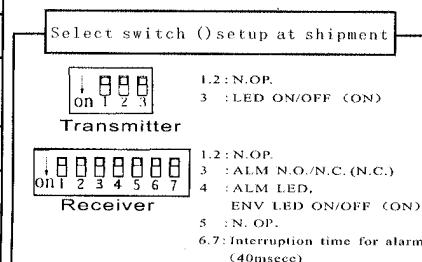 Select switch ()setup at shipment
on 1 2 3
Transmitter
1.2 : N.OP.
3 : LED ON/OFF (ON)
on 1 2 3 4 5 6 7
Receiver
1.2 : N.OP.
3 : ALM N.O./N.C. (N.C.)
4 : ALM LED,
ENV LED ON/OFF (ON)
5 : N. OP.
6.7: Interruption time for alarm
(40msece)